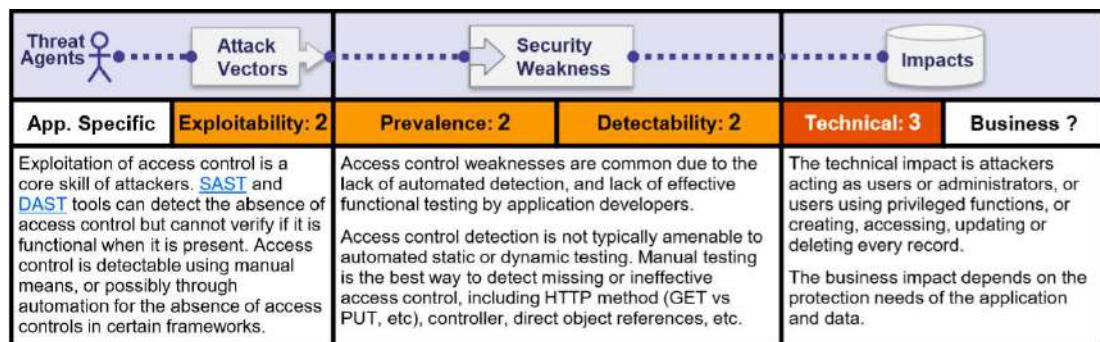 Threat
Agents
Attack
Vectors
Security
Weakness
Impacts
App. Specific
Exploitability: 2
Prevalence: 2
Detectability: 2
Technical: 3
Business ?
Exploitation of access control is a
core skill of attackers. SAST and
DAST tools can detect the absence of
access control but cannot verify if it is
functional when it is present. Access
control is detectable using manual
means, or possibly through
automation for the absence of access
controls in certain frameworks.
Access control weaknesses are common due to the
lack of automated detection, and lack of effective
functional testing by application developers.
Access control detection is not typically amenable to
automated static or dynamic testing. Manual testing
is the best way to detect missing or ineffective
access control, including HTTP method (GET vs
PUT, etc), controller, direct object references, etc.
The technical impact is attackers
acting as users or administrators, or
users using privileged functions, or
creating, accessing, updating or
deleting every record.
The business impact depends on the
protection needs of the application
and data.